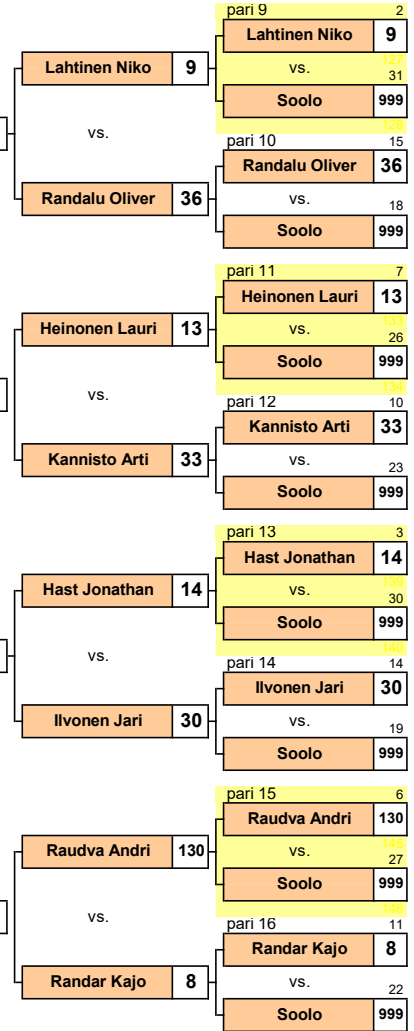 pari 9 2
Lahtinen Niko 9
127
Lahtinen Niko 9 vs. 31
Soolo 999
128
vs. pari 10 15
Randalu Oliver 36
Randalu Oliver 36 vs. 18
Soolo 999
pari 11 7
Heinonen Lauri 13
133
Heinonen Lauri 13 vs. 26
Soolo 999
134
vs. pari 12 10
Kannisto Arti 33
Kannisto Arti 33 vs. 23
Soolo 999
pari 13 3
Hast Jonathan 14
139
Hast Jonathan 14 vs. 30
Soolo 999
140
vs. pari 14 14
Ilvonen Jari 30
Ilvonen Jari 30 vs. 19
Soolo 999
pari 15 6
Raudva Andri 130
145
Raudva Andri 130 vs. 27
Soolo 999
146
vs. pari 16 11
Randar Kajo 8
Randar Kajo 8 vs. 22
Soolo 999